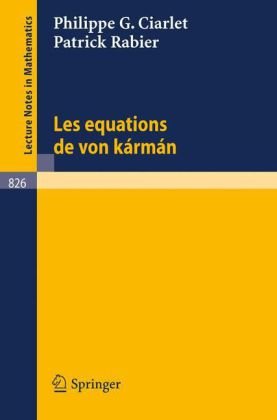 Philippe G. Ciarlet
Patrick Rabier
Lecture Notes in Mathematics
Les equations
de von kármán
826
Springer